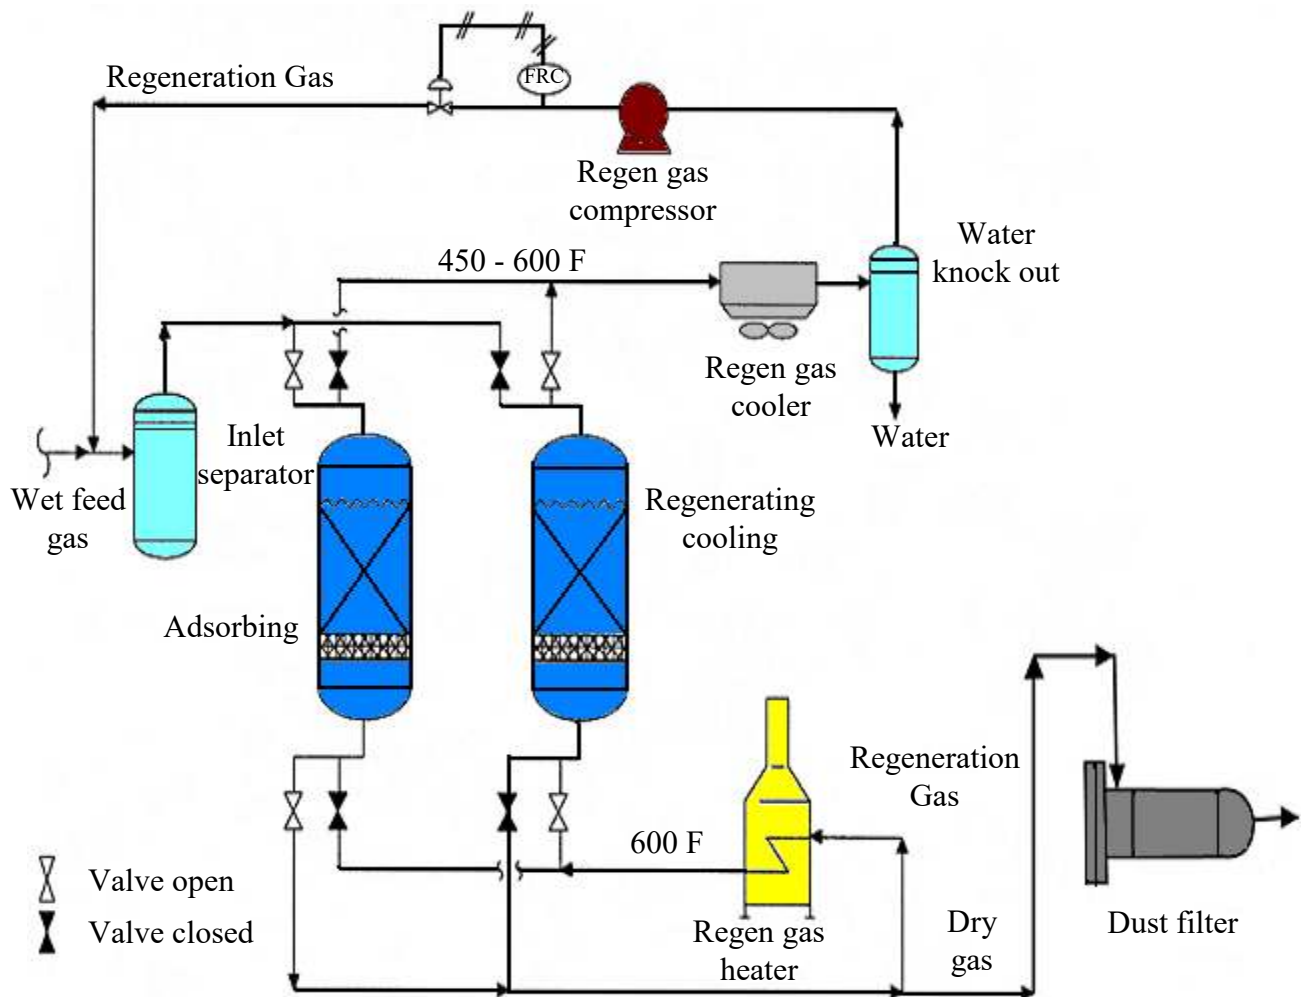 FRC
Regeneration Gas
Regen gas
compressor
Water
knock out
450 - 600 F
Regen gas
cooler
Water
Inlet
separator
Wet feed
gas
Regenerating
cooling
Adsorbing
Regeneration
Gas
600 F
Valve open
Valve closed
Regen gas
heater
Dry
gas
Dust filter